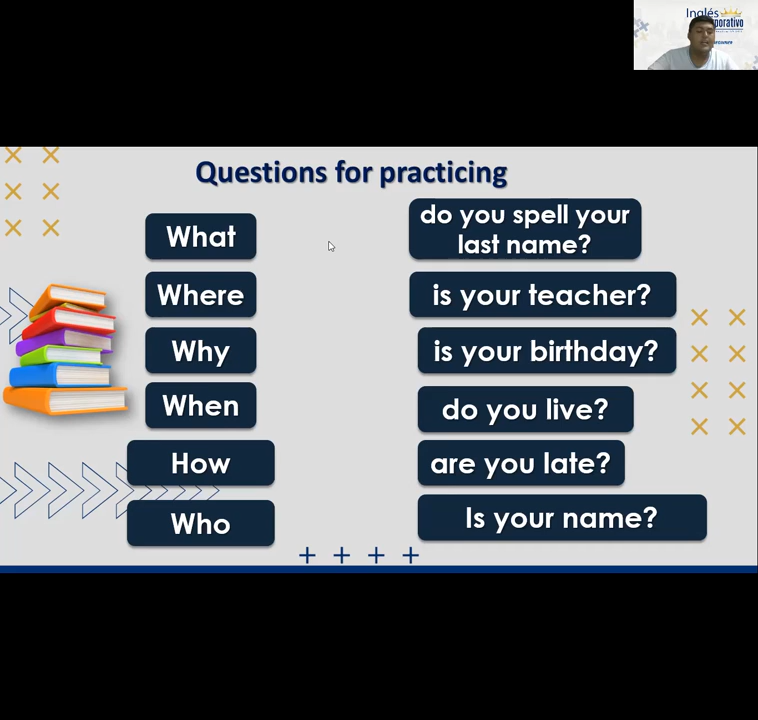 Inglés
porativo
Questions for practicing
What
do you spell your
last name?
Where
is your teacher?
Why
is your birthday?
When
do you live?
How
are you late?
Who
Is your name?